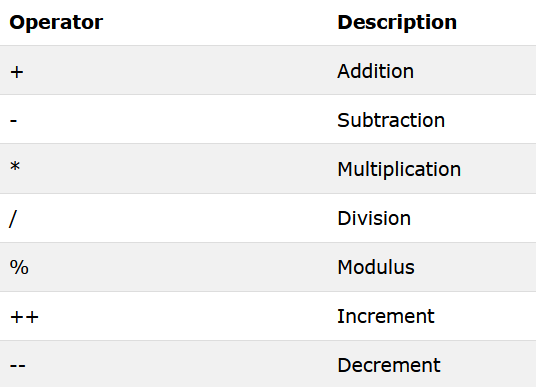 Operator Description
+ Addition
- Subtraction
* Multiplication
/ Division
% Modulus
++ Increment
-- Decrement